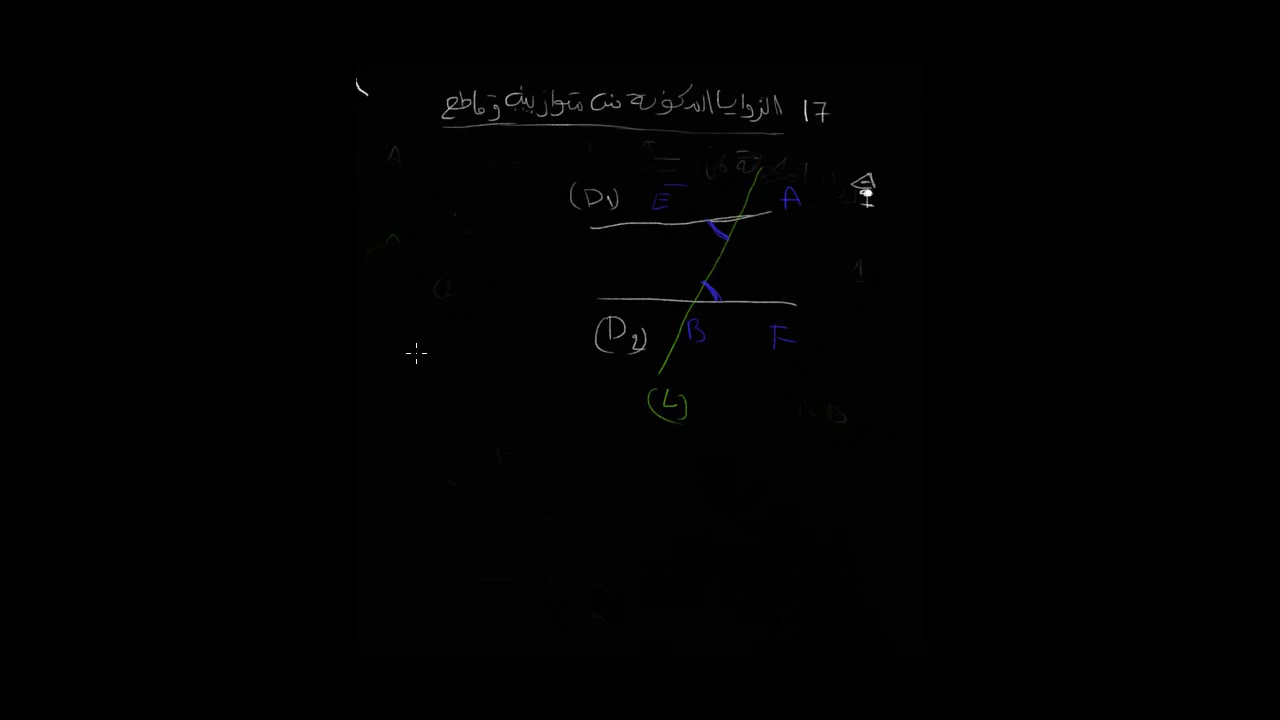 17 الزوايا المكونة من متوازيين وقاطع
(D1) E A
(D2) B F
(L)